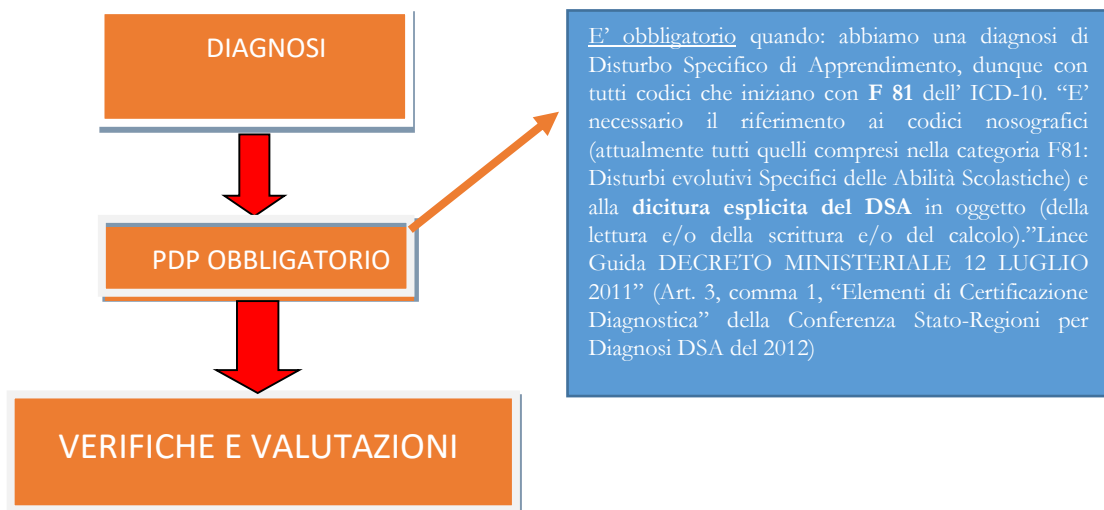 DIAGNOSI
PDP OBBLIGATORIO
VERIFICHE E VALUTAZIONI
E’ obbligatorio quando: abbiamo una diagnosi di
Disturbo Specifico di Apprendimento, dunque con
tutti codici che iniziano con F 81 dell’ ICD-10. “E’
necessario il riferimento ai codici nosografici
(attualmente tutti quelli compresi nella categoria F81:
Disturbi evolutivi Specifici delle Abilità Scolastiche) e
alla dicitura esplicita del DSA in oggetto (della
lettura e/o della scrittura e/o del calcolo).”Linee
Guida DECRETO MINISTERIALE 12 LUGLIO
2011” (Art. 3, comma 1, “Elementi di Certificazione
Diagnostica” della Conferenza Stato-Regioni per
Diagnosi DSA del 2012)